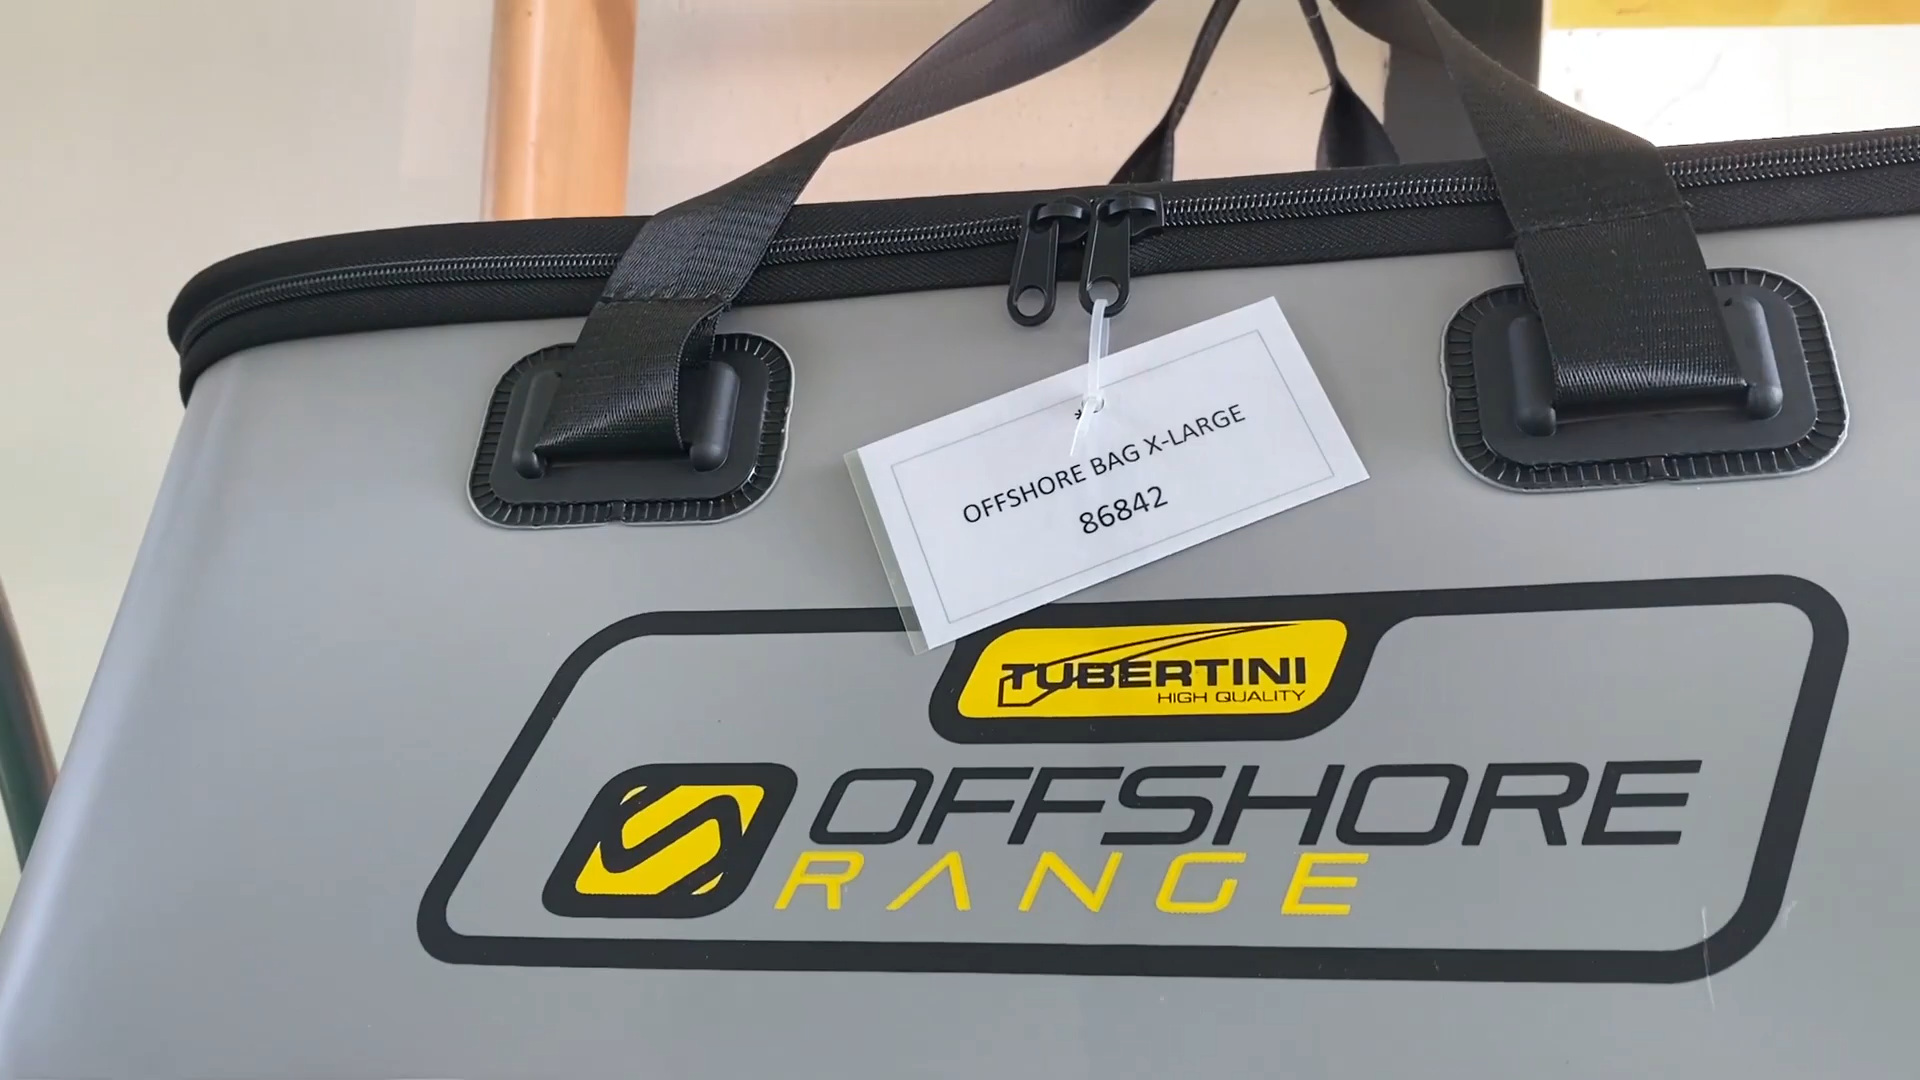 OFFSHORE BAG X-LARGE
86842
TUBERTINI
HIGH QUALITY
OFFSHORE
RANGE